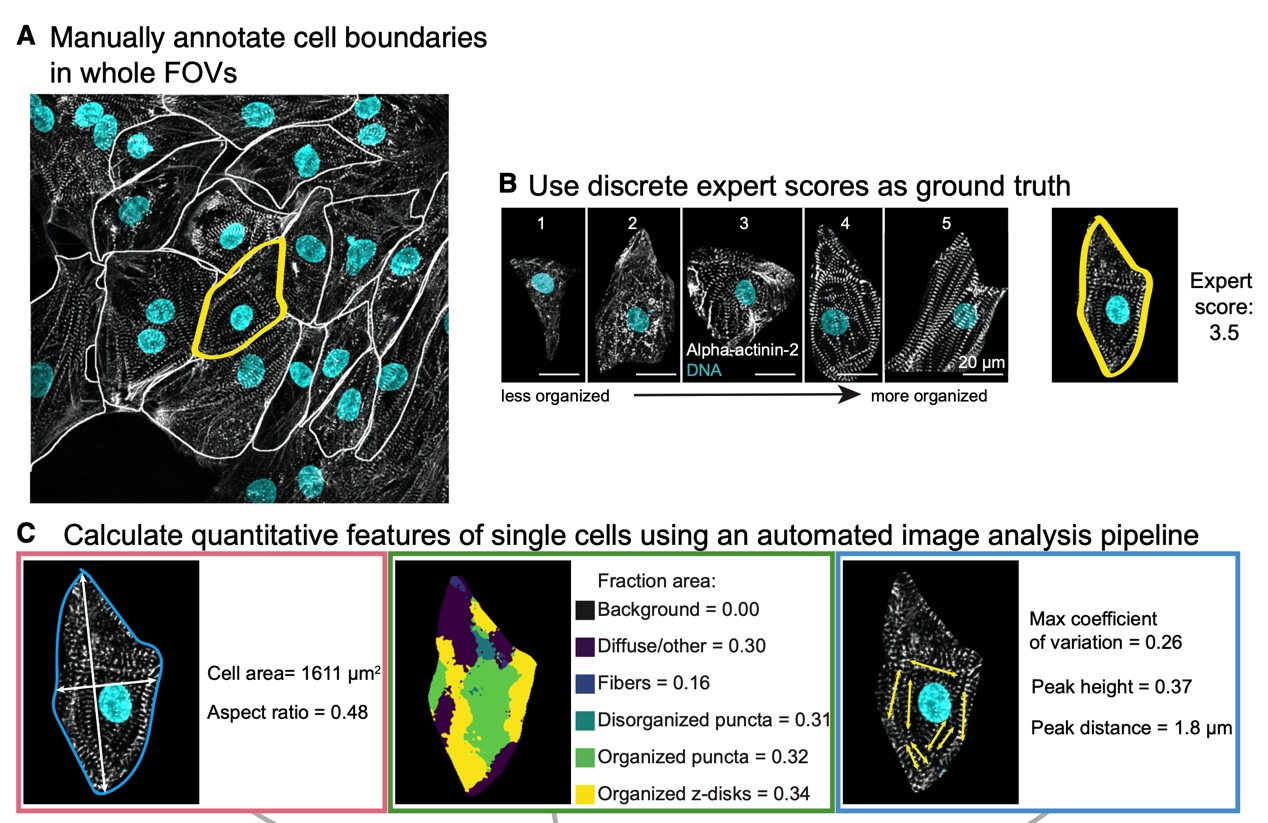 A Manually annotate cell boundaries
in whole FOVs
B Use discrete expert scores as ground truth
1 2 3 4 5
Alpha-actinin-2
DNA
20 µm
less organized
more organized
Expert
score:
3.5
C Calculate quantitative features of single cells using an automated image analysis pipeline
Cell area= 1611 µm²
Aspect ratio = 0.48
Fraction area:
Background = 0.00
Diffuse/other = 0.30
Fibers = 0.16
Disorganized puncta = 0.31
Organized puncta = 0.32
Organized z-disks = 0.34
Max coefficient
of variation = 0.26
Peak height = 0.37
Peak distance = 1.8 µm